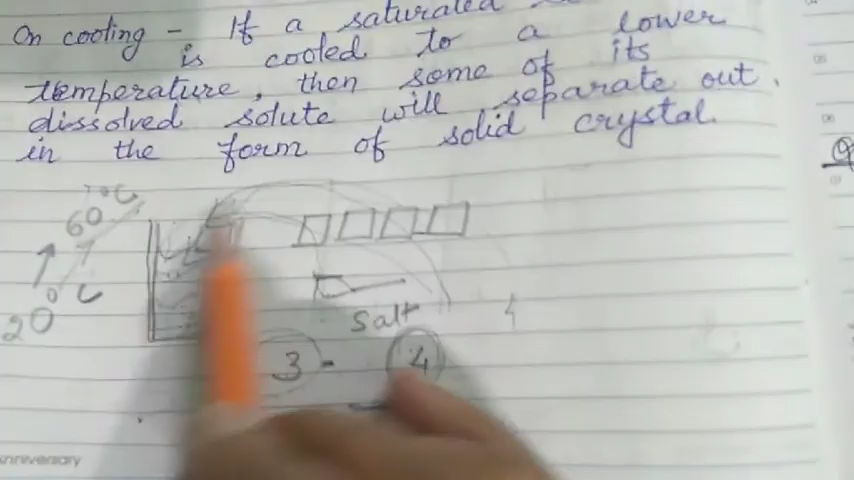 On cooling - If a saturated
is cooled to a lower
temperature, then some of its
dissolved solute will separate out.
in the form of solid crystal.
60
°C
20
Salt
3 - 4
nniversary